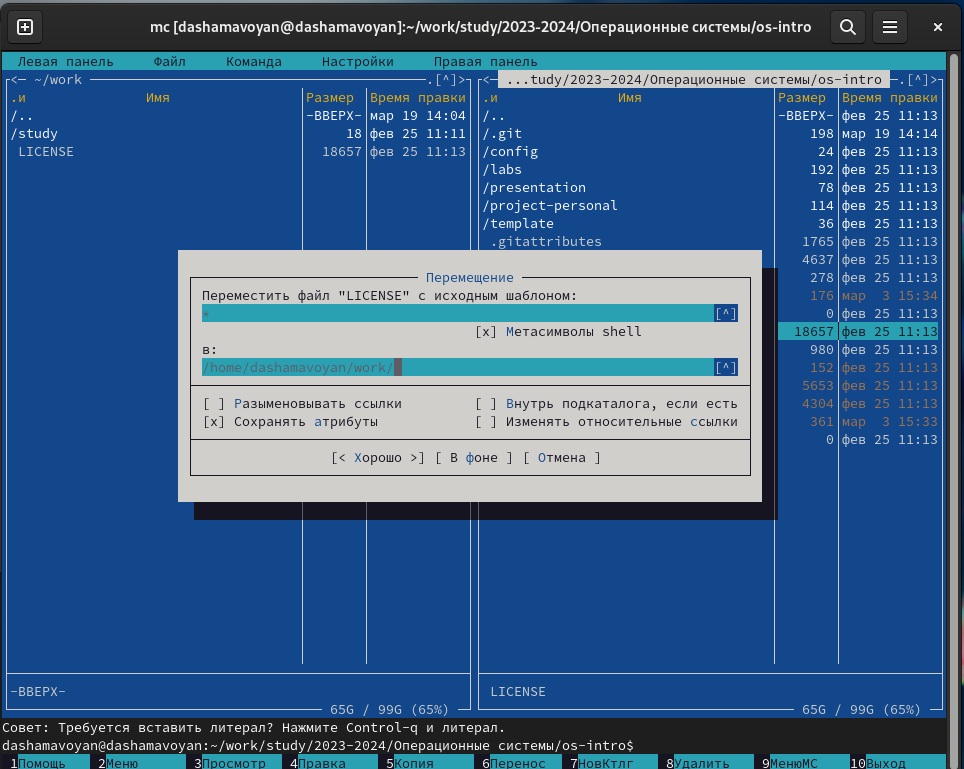 mc [dashamavoyan@dashamavoyan]:~/work/study/2023-2024/Операционные системы/os-intro
Левая панель Файл Команда Настройки Правая панель
<— ~/work .[^]> <— ...tudy/2023-2024/Операционные системы/os-intro .[^]>
.и Имя Размер Время правки .и Имя Размер Время правки
/.. -ВВЕРХ- мар 19 14:04 /.. -ВВЕРХ- фев 25 11:13
/study 18 фев 25 11:11 /.git 198 мар 19 14:14
LICENSE 18657 фев 25 11:13 /config 24 фев 25 11:13
/labs 192 фев 25 11:13
/presentation 78 фев 25 11:13
/project-personal 114 фев 25 11:13
/template 36 фев 25 11:13
.gitattributes 1765 фев 25 11:13
4637 фев 25 11:13
Перемещение 278 фев 25 11:13
Переместить файл "LICENSE" с исходным шаблоном: 176 мар 3 15:34
* [^] 0 фев 25 11:13
[x] Метасимволы shell 18657 фев 25 11:13
в: 980 фев 25 11:13
/home/dashamavoyan/work/ [^] 152 фев 25 11:13
5653 фев 25 11:13
[ ] Разыменовывать ссылки [ ] Внутрь подкаталога, если есть 4304 фев 25 11:13
[x] Сохранять атрибуты [ ] Изменять относительные ссылки 361 мар 3 15:33
0 фев 25 11:13
[< Хорошо >] [ В фоне ] [ Отмена ]
-ВВЕРХ- LICENSE
65G / 99G (65%) 65G / 99G (65%)
Совет: Требуется вставить литерал? Нажмите Control-q и литерал.
dashamavoyan@dashamavoyan:~/work/study/2023-2024/Операционные системы/os-intro$
1Помощь 2Меню 3Просмотр 4Правка 5Копия 6Перенос 7НовКтлг 8Удалить 9МенюМС 10Выход